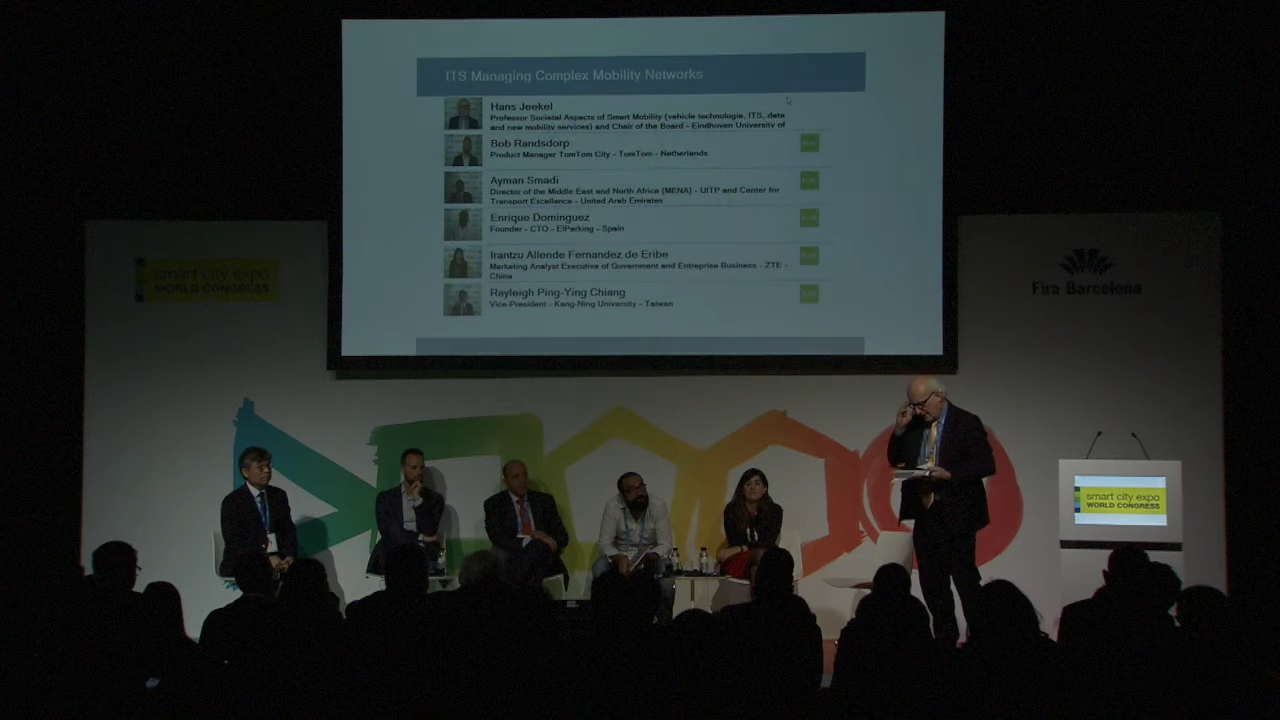 ITS Managing Complex Mobility Networks
Hans Jeekel
Professor Societal Aspects of Smart Mobility (vehicle technologie, ITS, data
and new mobility services) and Chair of the Board - Eindhoven University of
Bob Randsdorp
Product Manager TomTom City - TomTom - Netherlands
Ayman Smadi
Director of the Middle East and North Africa (MENA) - UITP and Center for
Transport Excellence - United Arab Emirates
Enrique Dominguez
Founder - CTO - ElParking - Spain
Irantzu Allende Fernandez de Eribe
Marketing Analyst Executive of Government and Entreprise Business - ZTE -
China
Rayleigh Ping-Ying Chiang
Vice-President - Kang-Ning University - Taiwan
smart city expo
WORLD CONGRESS
Fira Barcelona
smart city expo
WORLD CONGRESS